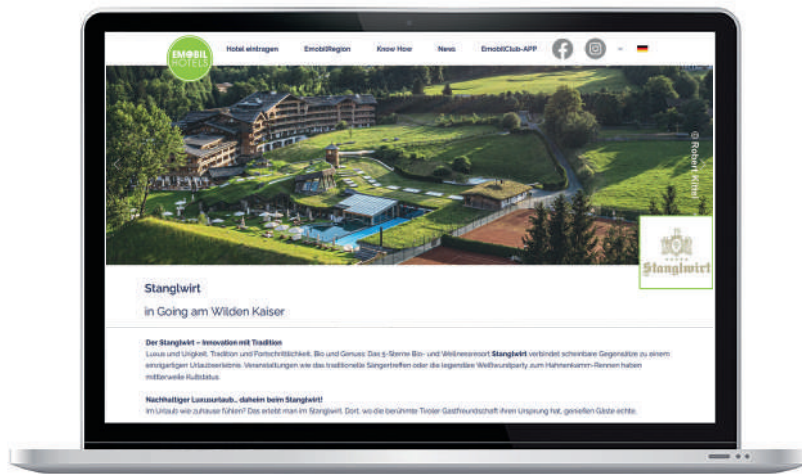 EMOBIL
HOTELS
Hotel eintragen
EmobilRegion
Know How
News
EmobilClub-APP
© Robert Kittel
Stanglwirt
Stanglwirt
in Going am Wilden Kaiser
Der Stanglwirt – Innovation mit Tradition
Luxus und Urigkeit, Tradition und Fortschrittlichkeit, Bio und Genuss: Das 5-Sterne Bio- und Wellnessresort Stanglwirt verbindet scheinbare Gegensätze zu einem
einzigartigen Urlaubserlebnis. Veranstaltungen wie das traditionelle Sängertreffen oder die legendäre Weißwurstparty zum Hahnenkamm-Rennen haben
mittlerweile Kultstatus.
Nachhaltiger Luxusurlaub... daheim beim Stanglwirt!
Im Urlaub wie zuhause fühlen? Das erlebt man im Stanglwirt. Dort, wo die berühmte Tiroler Gastfreundschaft ihren Ursprung hat, genießen Gäste echte,